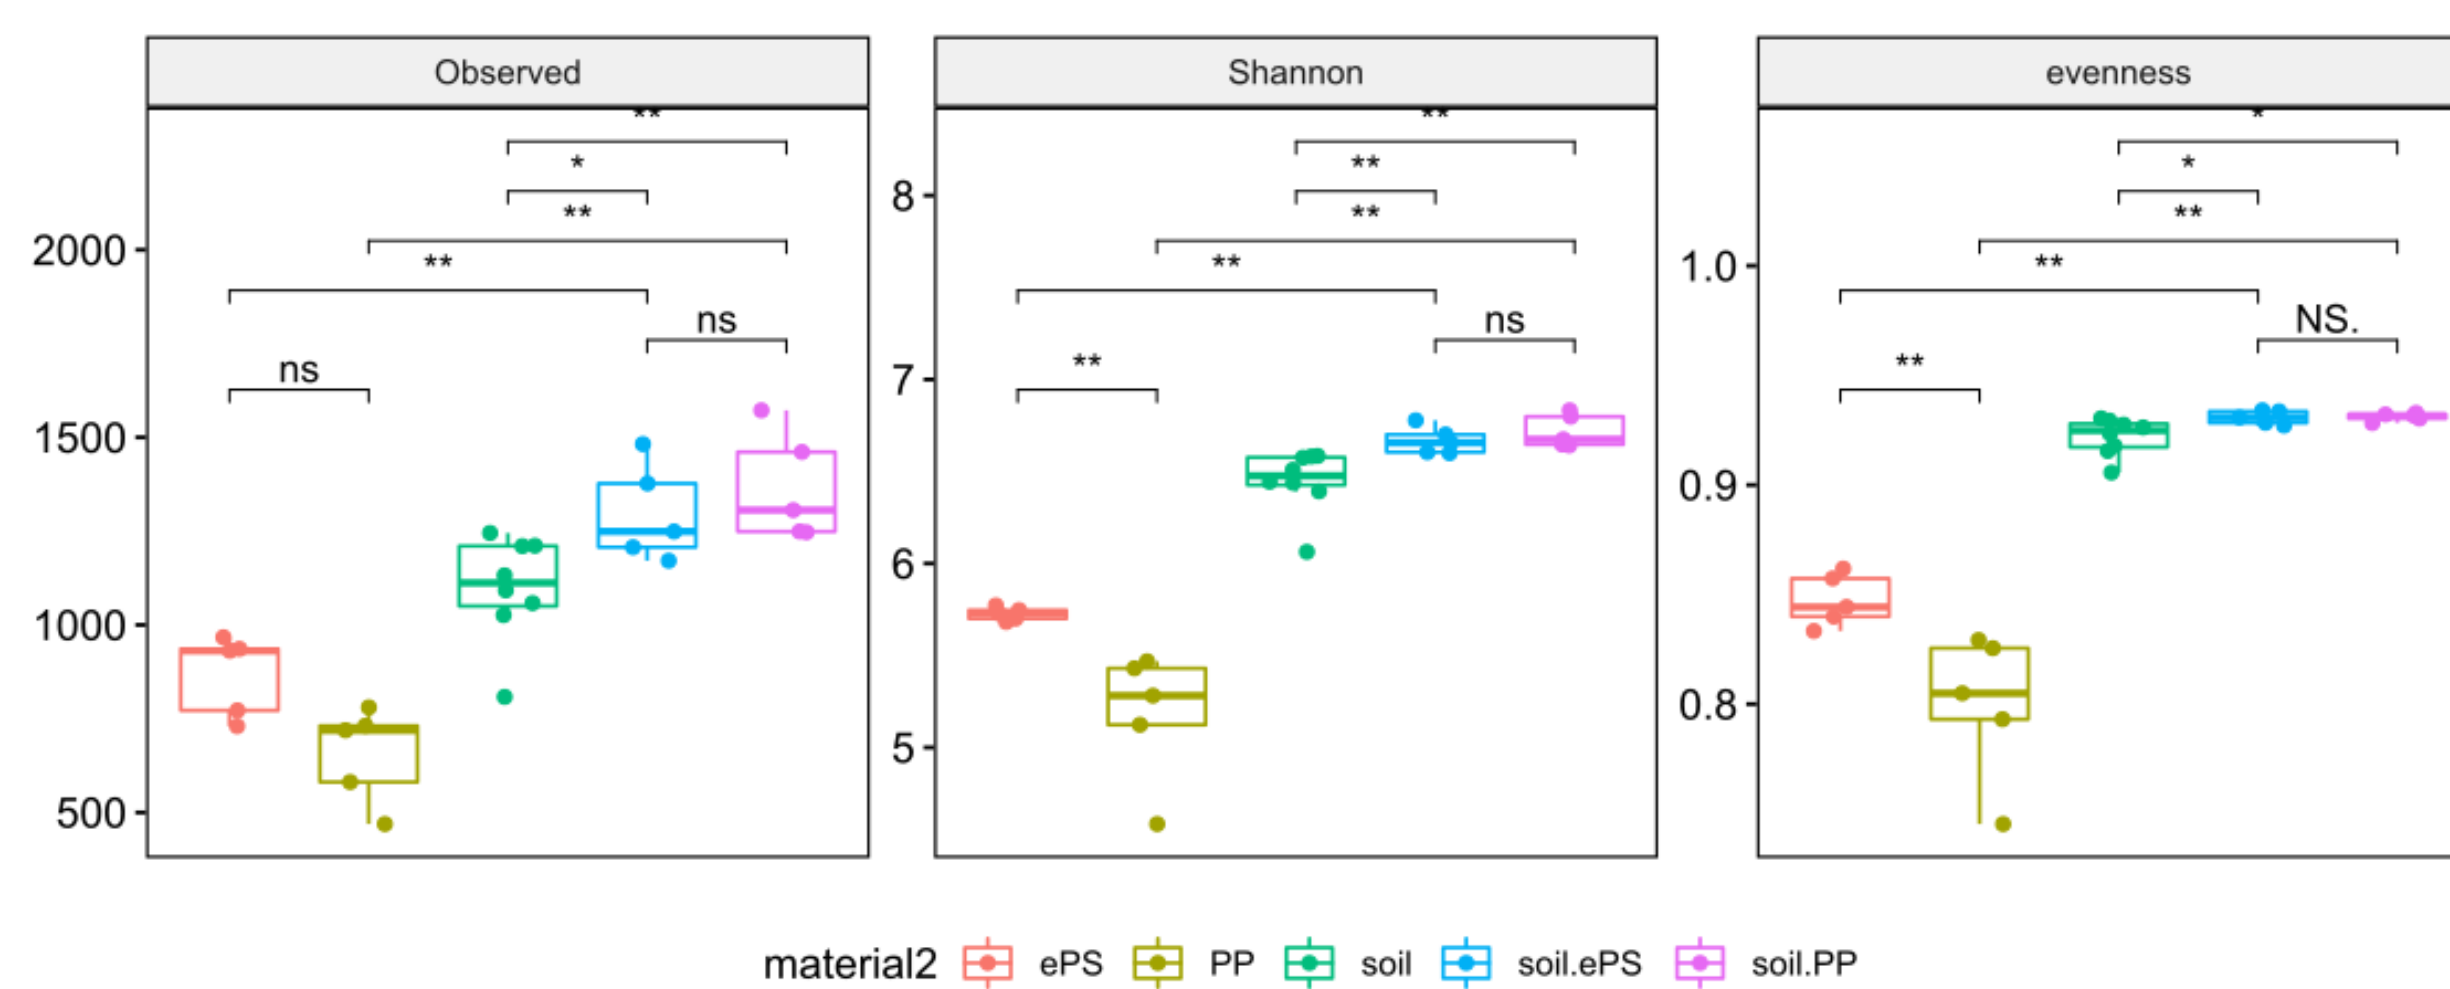 Observed Shannon evenness
** ** *
* ** *
** ** **
** ** **
ns ns NS.
ns ** **
2000
1500
1000
500
8
7
6
5
1.0
0.9
0.8
material2 ePS PP soil soil.ePS soil.PP